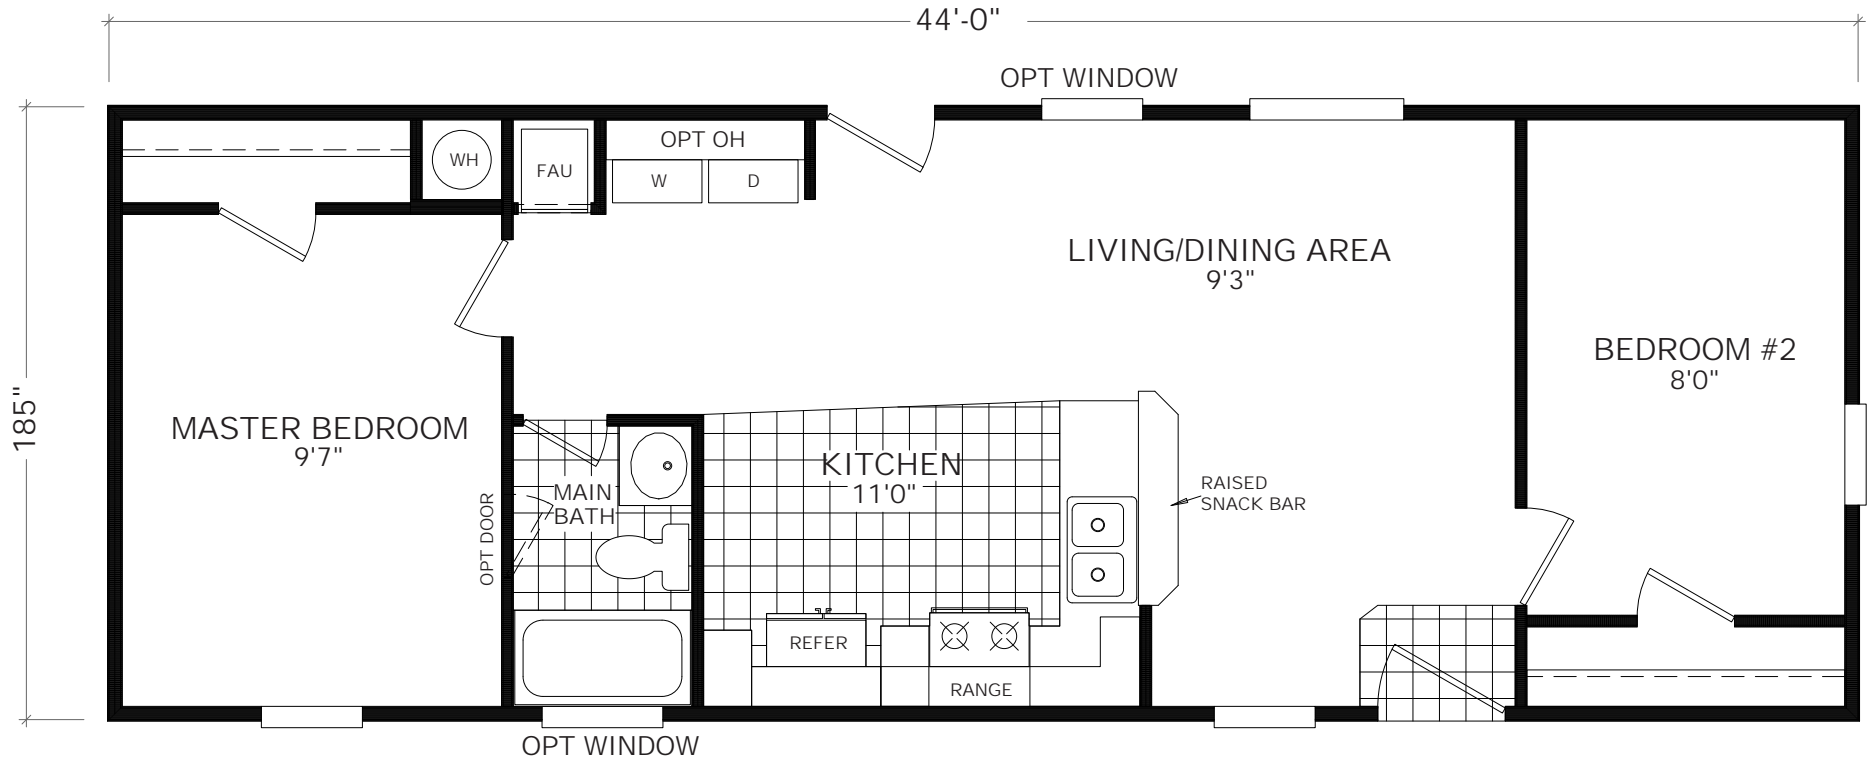 44'-0"
OPT WINDOW
WH
FAU
OPT OH
W
D
LIVING/DINING AREA
9'3"
BEDROOM #2
8'0"
185"
MASTER BEDROOM
9'7"
KITCHEN
11'0"
MAIN
BATH
OPT DOOR
RAISED
SNACK BAR
REFER
RANGE
OPT WINDOW